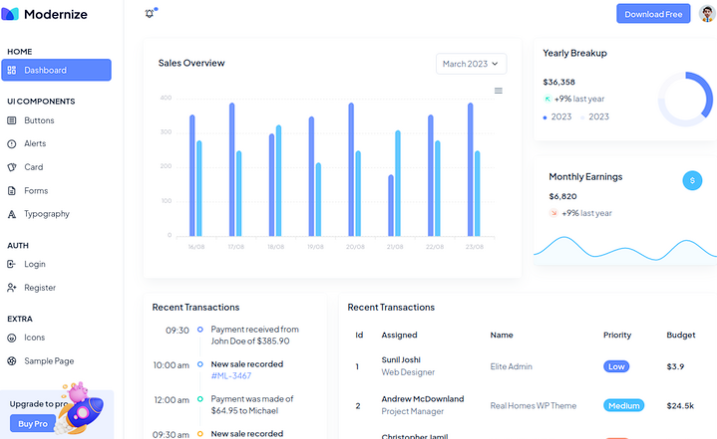 Modernize
Download Free
HOME
Dashboard
UI COMPONENTS
Buttons
Alerts
Card
Forms
Typography
AUTH
Login
Register
EXTRA
Icons
Sample Page
Upgrade to pro
Buy Pro
Sales Overview
March 2023
400
300
200
100
0
16/08 17/08 18/08 19/08 20/08 21/08 22/08 23/08
Yearly Breakup
$36,358
+9% last year
2023 2023
Monthly Earnings
$
$6,820
+9% last year
Recent Transactions
09:30 Payment received from
John Doe of $385.90
10:00 am New sale recorded
#ML-3467
12:00 am Payment was made of
$64.95 to Michael
09:30 am New sale recorded
Recent Transactions
Id Assigned Name Priority Budget
1 Sunil Joshi
Web Designer
Elite Admin Low $3.9
2 Andrew McDownland
Project Manager
Real Homes WP Theme Medium $24.5k
Christopher Jamil